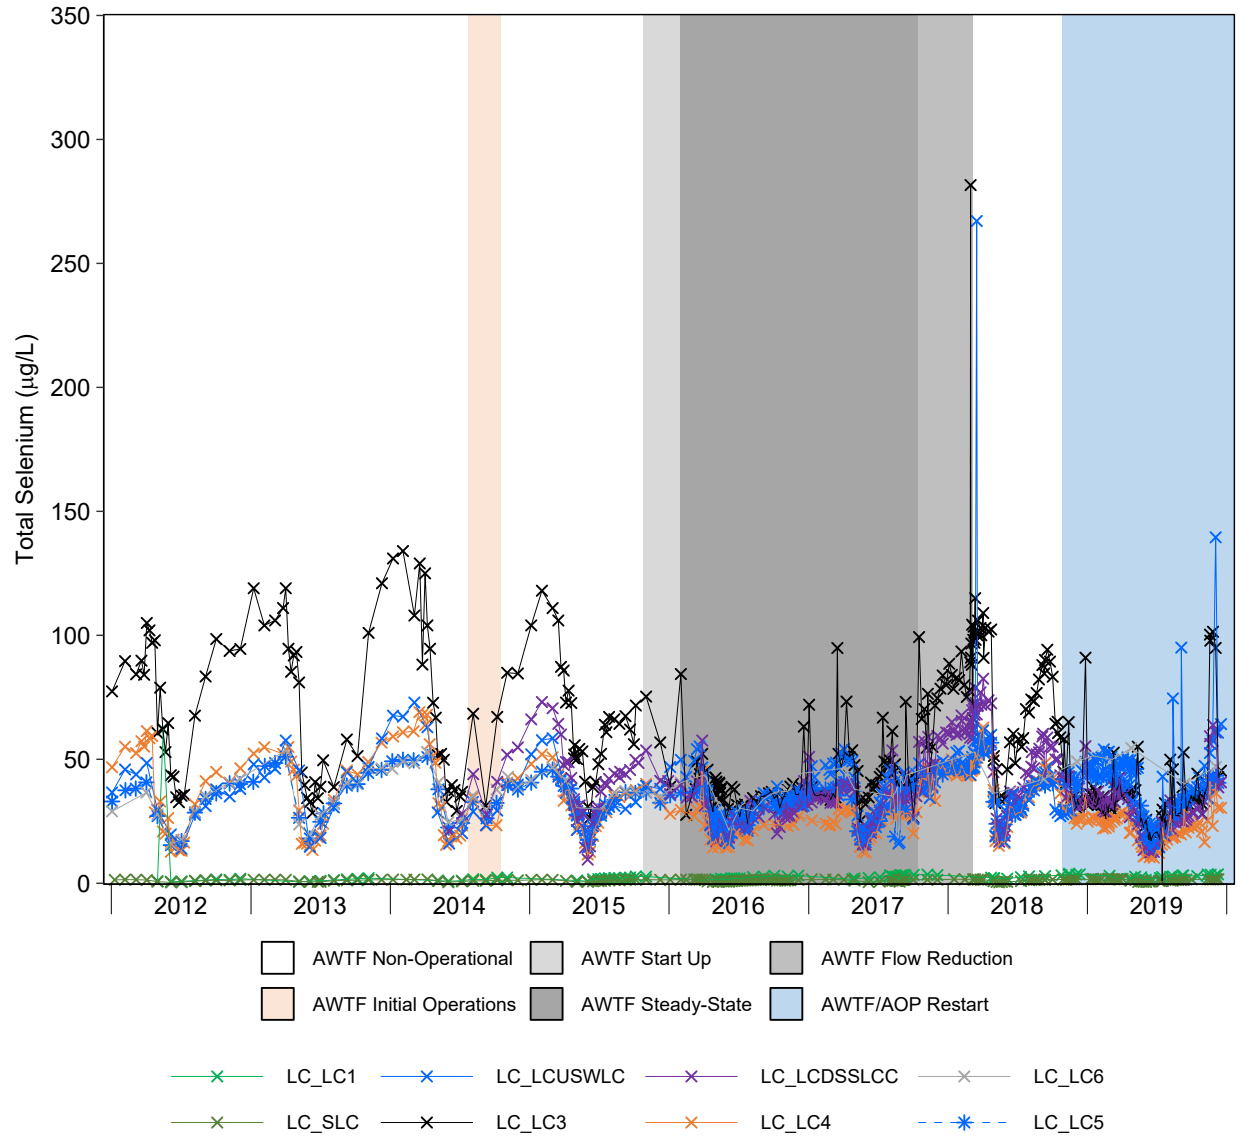 350
300
250
200
150
100
50
0
Total Selenium (µg/L)
2012 2013 2014 2015 2016 2017 2018 2019
AWTF Non-Operational AWTF Start Up AWTF Flow Reduction
AWTF Initial Operations AWTF Steady-State AWTF/AOP Restart
LC_LC1 LC_LCUSWLC LC_LCDSSLCC LC_LC6
LC_SLC LC_LC3 LC_LC4 LC_LC5